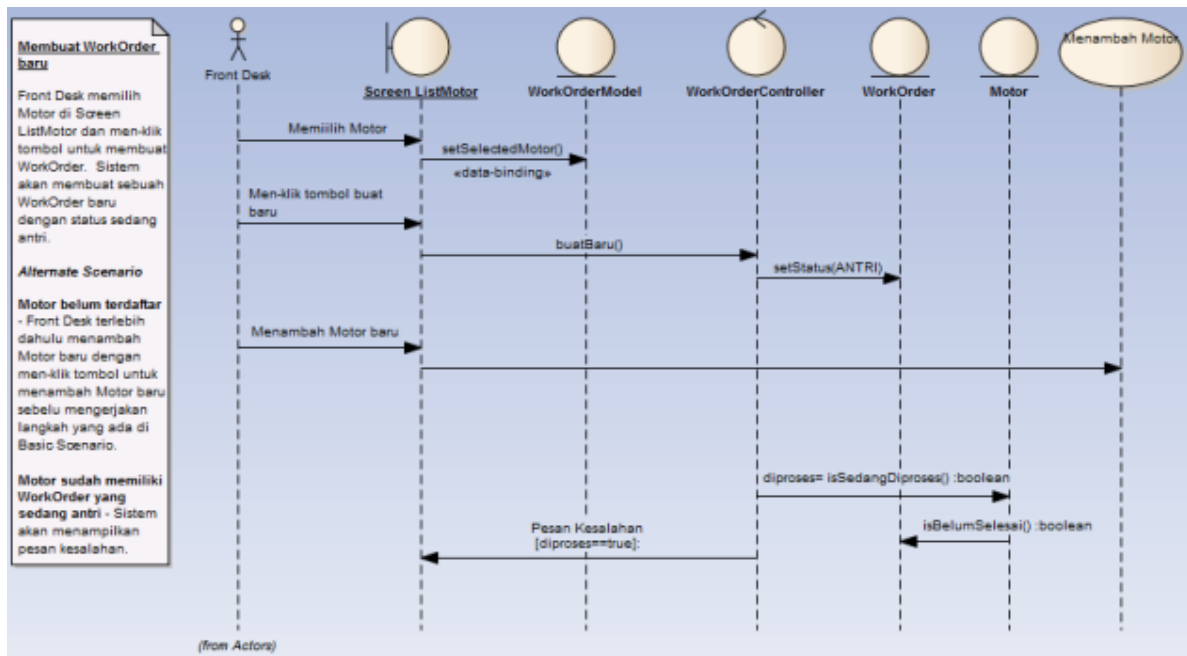 Membuat WorkOrder
baru
Front Desk memilih
Motor di Screen
ListMotor dan men-klik
tombol untuk membuat
WorkOrder. Sistem
akan membuat sebuah
WorkOrder baru
dengan status sedang
antri.
Alternate Scenario
Motor belum terdaftar
- Front Desk terlebih
dahulu menambah
Motor baru dengan
men-klik tombol untuk
menambah Motor baru
sebelu mengerjakan
langkah yang ada di
Basic Scenario.
Motor sudah memiliki
WorkOrder yang
sedang antri - Sistem
akan menampilkan
pesan kesalahan.
Front Desk
Screen ListMotor
WorkOrderModel
WorkOrderController
WorkOrder
Motor
Menambah Motor
Memiilih Motor
setSelectedMotor()
«data-binding»
Men-klik tombol buat
baru
buatBaru()
setStatus(ANTRI)
Menambah Motor baru
diproses= isSedangDiproses() :boolean
isBelumSelesai() :boolean
Pesan Kesalahan
[diproses==true]:
(from Actors)